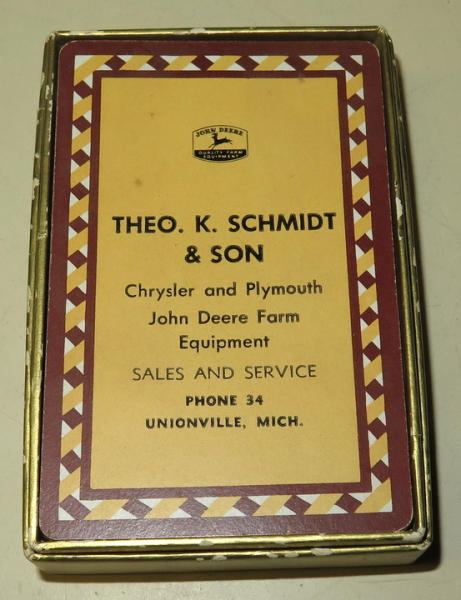 JOHN DEERE
QUALITY FARM
EQUIPMENT
THEO. K. SCHMIDT
& SON
Chrysler and Plymouth
John Deere Farm
Equipment
SALES AND SERVICE
PHONE 34
UNIONVILLE, MICH.